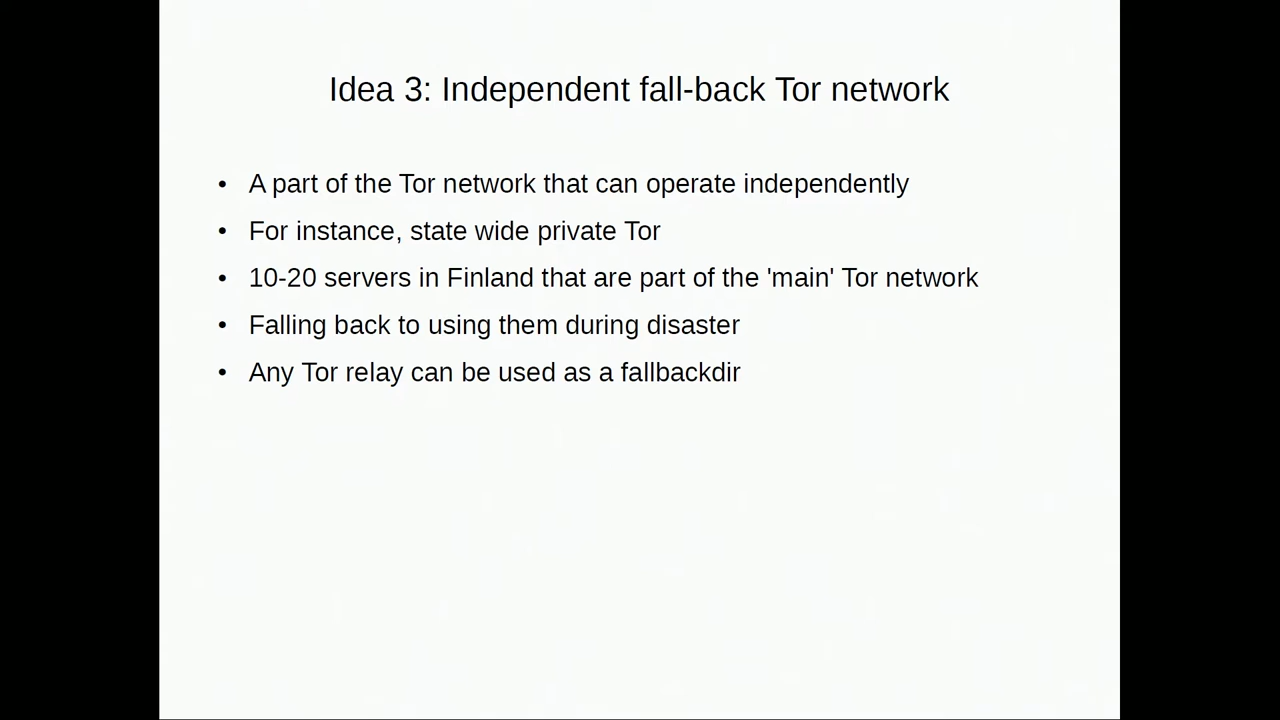 Idea 3: Independent fall-back Tor network
• A part of the Tor network that can operate independently
• For instance, state wide private Tor
• 10-20 servers in Finland that are part of the 'main' Tor network
• Falling back to using them during disaster
• Any Tor relay can be used as a fallbackdir